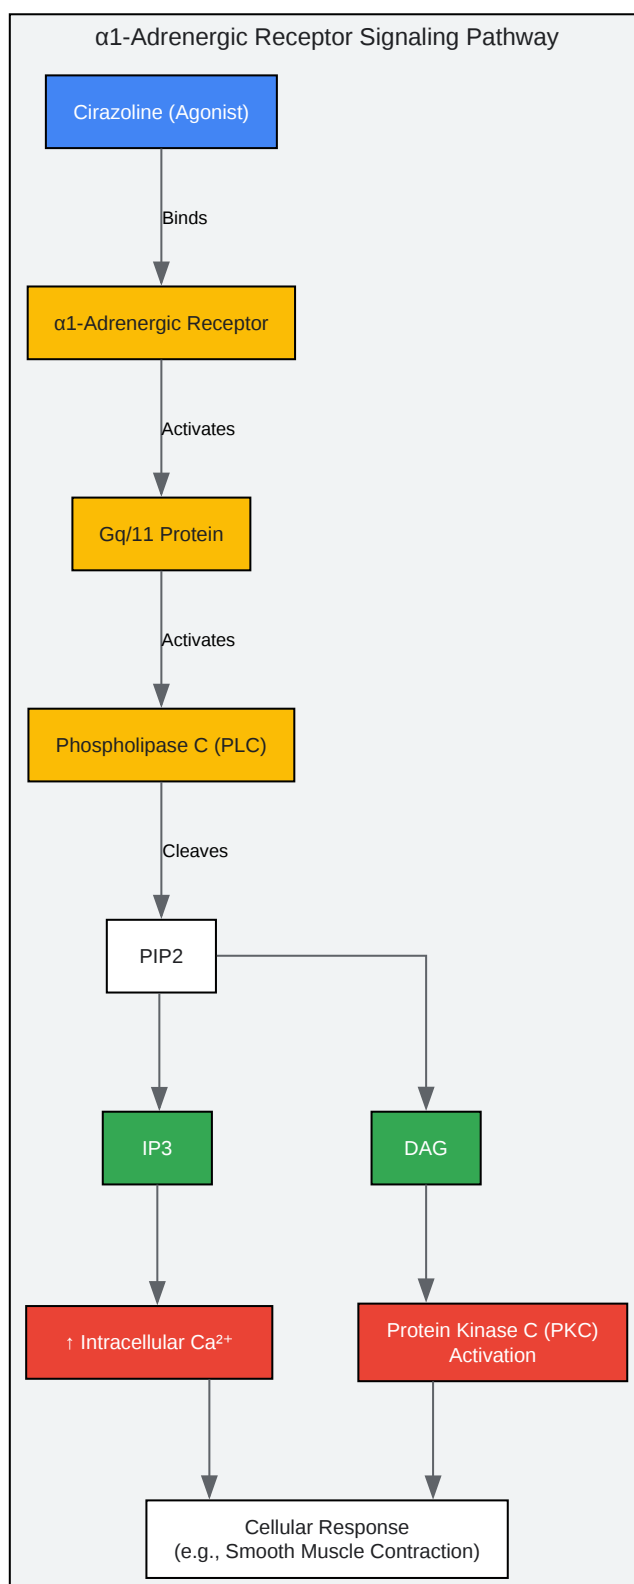 α1-Adrenergic Receptor Signaling Pathway
Cirazoline (Agonist)
Binds
α1-Adrenergic Receptor
Activates
Gq/11 Protein
Activates
Phospholipase C (PLC)
Cleaves
PIP2
IP3
DAG
↑ Intracellular Ca²⁺
Protein Kinase C (PKC)
Activation
Cellular Response
(e.g., Smooth Muscle Contraction)